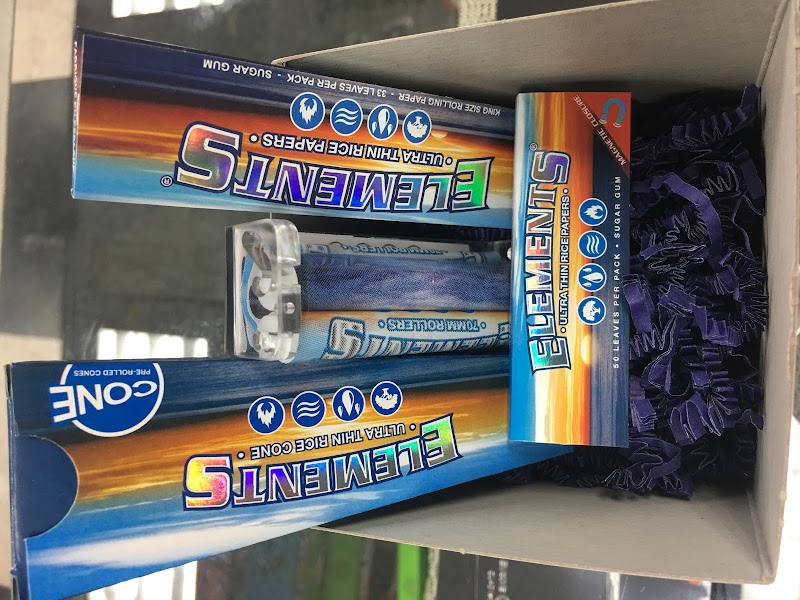 KING SIZE ROLLING PAPER - 33 LEAVES PER PACK - SUGAR GUM
• ULTRA THIN RICE PAPERS •
ELEMENTS®
MAGNETIC CLOSURE
ELEMENTS®
• ULTRA THIN RICE PAPERS •
50 LEAVES PER PACK • SUGAR GUM
70MM ROLLERS •
ELEMENTS
CONE
PRE-ROLLED CONES
• ULTRA THIN RICE CONE •
ELEMENTS